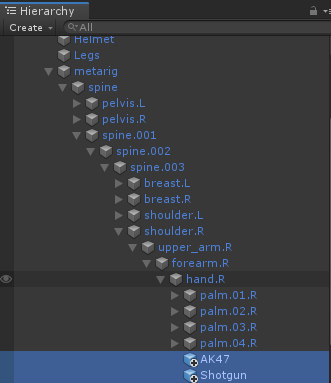 Hierarchy
Create All
Helmet
Legs
metarig
spine
pelvis.L
pelvis.R
spine.001
spine.002
spine.003
breast.L
breast.R
shoulder.L
shoulder.R
upper_arm.R
forearm.R
hand.R
palm.01.R
palm.02.R
palm.03.R
palm.04.R
AK47
Shotgun